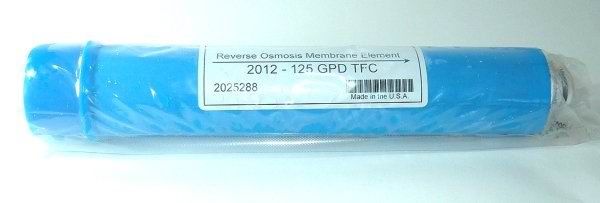 Reverse Osmosis Membrane Element
2012 - 125 GPD TFC
2025288
Made in the U.S.A.